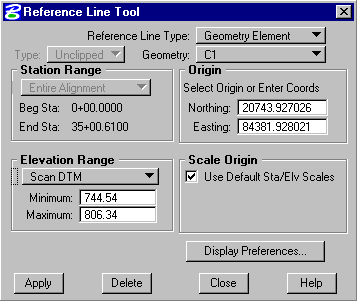 Reference Line Tool
Reference Line Type: Geometry Element
Type: Unclipped Geometry: C1
Station Range
Entire Alignment
Beg Sta: 0+00.0000
End Sta: 35+00.6100
Origin
Select Origin or Enter Coords
Northing: 20743.927026
Easting: 84381.928021
Elevation Range
Scan DTM
Minimum: 744.54
Maximum: 806.34
Scale Origin
Use Default Sta/Elv Scales
Display Preferences...
Apply Delete Close Help